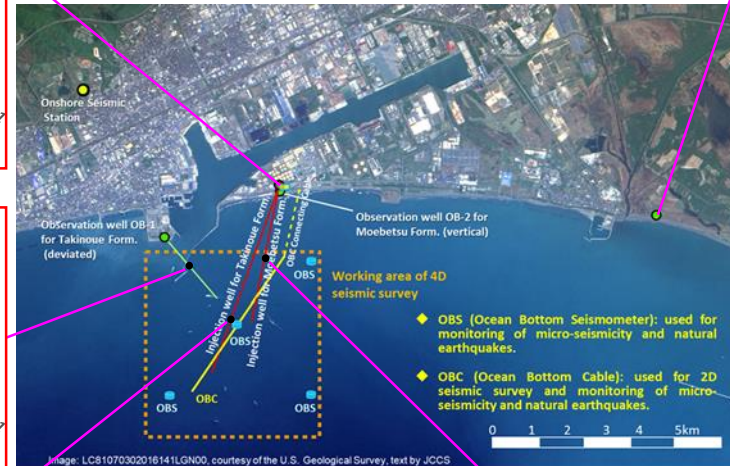 Onshore Seismic
Station
Observation well OB-1
for Takinoue Form.
(deviated)
Injection well for Takinoue Form.
Injection well for Moebetsu Form.
OBC Connecting Cable
Observation well OB-2 for
Moebetsu Form. (vertical)
Working area of 4D
seismic survey
OBS
OBS
OBS
OBS
OBC
◆ OBS (Ocean Bottom Seismometer): used for
monitoring of micro-seismicity and natural
earthquakes.
◆ OBC (Ocean Bottom Cable): used for 2D
seismic survey and monitoring of micro-
seismicity and natural earthquakes.
0 1 2 3 4 5km
Image: LC81070302016141LGN00, courtesy of the U.S. Geological Survey, text by JCCS